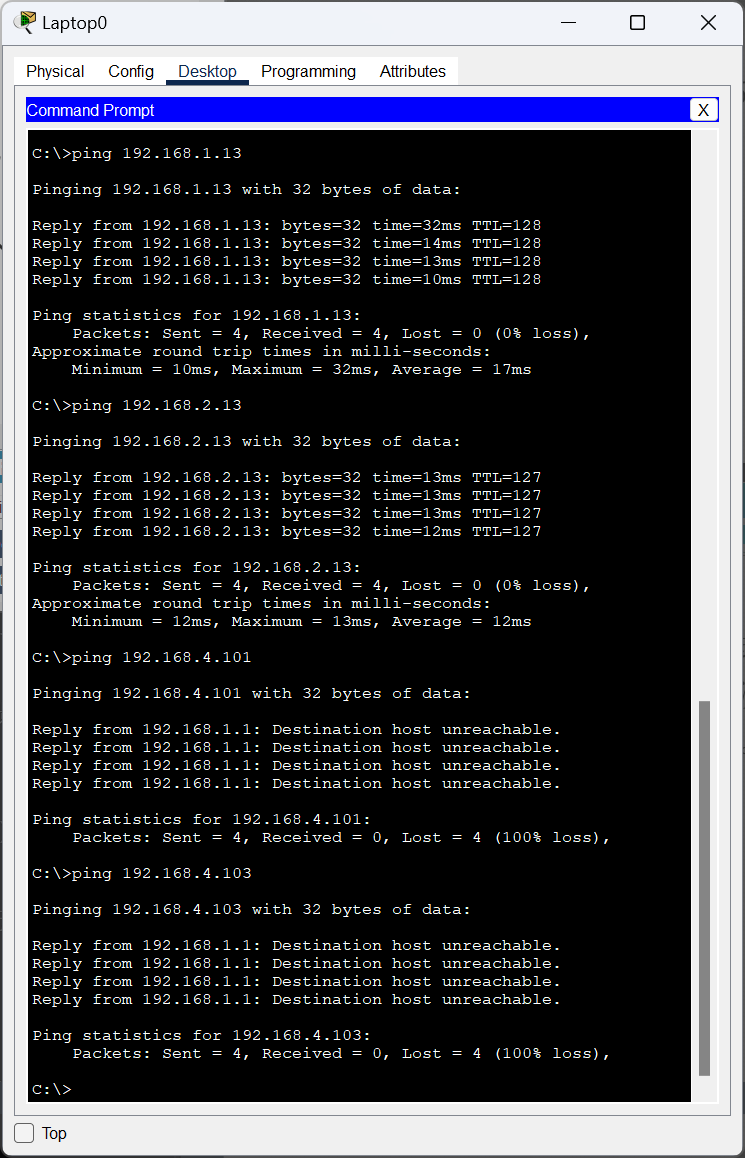 Laptop0
Physical Config Desktop Programming Attributes
Command Prompt X
C:\>ping 192.168.1.13
Pinging 192.168.1.13 with 32 bytes of data:
Reply from 192.168.1.13: bytes=32 time=32ms TTL=128
Reply from 192.168.1.13: bytes=32 time=14ms TTL=128
Reply from 192.168.1.13: bytes=32 time=13ms TTL=128
Reply from 192.168.1.13: bytes=32 time=10ms TTL=128
Ping statistics for 192.168.1.13:
    Packets: Sent = 4, Received = 4, Lost = 0 (0% loss),
Approximate round trip times in milli-seconds:
    Minimum = 10ms, Maximum = 32ms, Average = 17ms
C:\>ping 192.168.2.13
Pinging 192.168.2.13 with 32 bytes of data:
Reply from 192.168.2.13: bytes=32 time=13ms TTL=127
Reply from 192.168.2.13: bytes=32 time=13ms TTL=127
Reply from 192.168.2.13: bytes=32 time=13ms TTL=127
Reply from 192.168.2.13: bytes=32 time=12ms TTL=127
Ping statistics for 192.168.2.13:
    Packets: Sent = 4, Received = 4, Lost = 0 (0% loss),
Approximate round trip times in milli-seconds:
    Minimum = 12ms, Maximum = 13ms, Average = 12ms
C:\>ping 192.168.4.101
Pinging 192.168.4.101 with 32 bytes of data:
Reply from 192.168.1.1: Destination host unreachable.
Reply from 192.168.1.1: Destination host unreachable.
Reply from 192.168.1.1: Destination host unreachable.
Reply from 192.168.1.1: Destination host unreachable.
Ping statistics for 192.168.4.101:
    Packets: Sent = 4, Received = 0, Lost = 4 (100% loss),
C:\>ping 192.168.4.103
Pinging 192.168.4.103 with 32 bytes of data:
Reply from 192.168.1.1: Destination host unreachable.
Reply from 192.168.1.1: Destination host unreachable.
Reply from 192.168.1.1: Destination host unreachable.
Reply from 192.168.1.1: Destination host unreachable.
Ping statistics for 192.168.4.103:
    Packets: Sent = 4, Received = 0, Lost = 4 (100% loss),
C:\>
Top